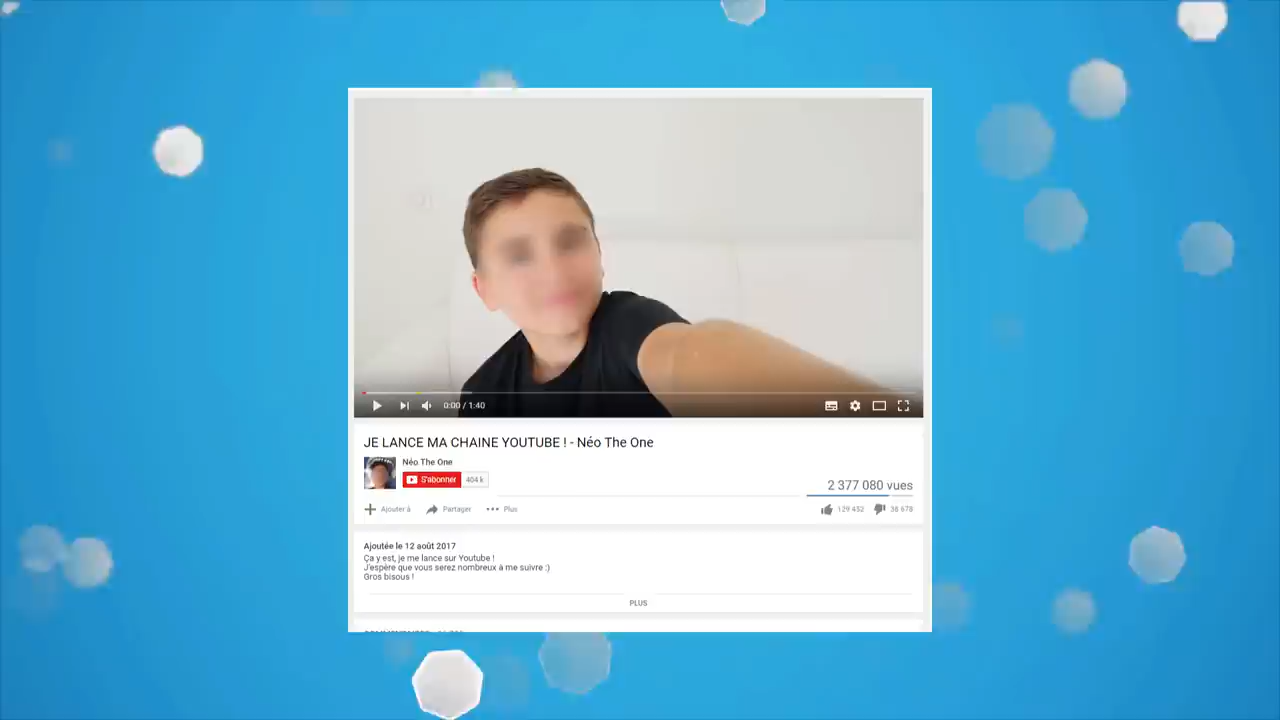 0:00 / 1:40
JE LANCE MA CHAINE YOUTUBE ! - Néo The One
Néo The One
S'abonner 404 k
2 377 080 vues
Ajouter à Partager Plus 129 452 38 678
Ajoutée le 12 août 2017
Ça y est, je me lance sur Youtube !
J'espère que vous serez nombreux à me suivre :)
Gros bisous !
PLUS